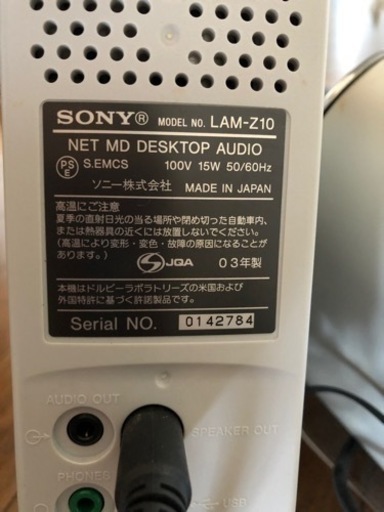 SONY® MODEL NO. LAM-Z10
NET MD DESKTOP AUDIO
PSE S.EMCS 100V 15W 50/60Hz
ソニー株式会社 MADE IN JAPAN
高温にご注意
夏季の直射日光の当る場所や閉め切った自動車内、
または熱器具の近くには放置しないでください。
(高温により変形・変色・故障の原因になることが
あります。)
JQA 03年製
本機はドルビーラボラトリーズの米国および
外国特許に基づく許諾製品です。
Serial NO. 0142784
AUDIO OUT
SPEAKER OUT
PHONES
USB